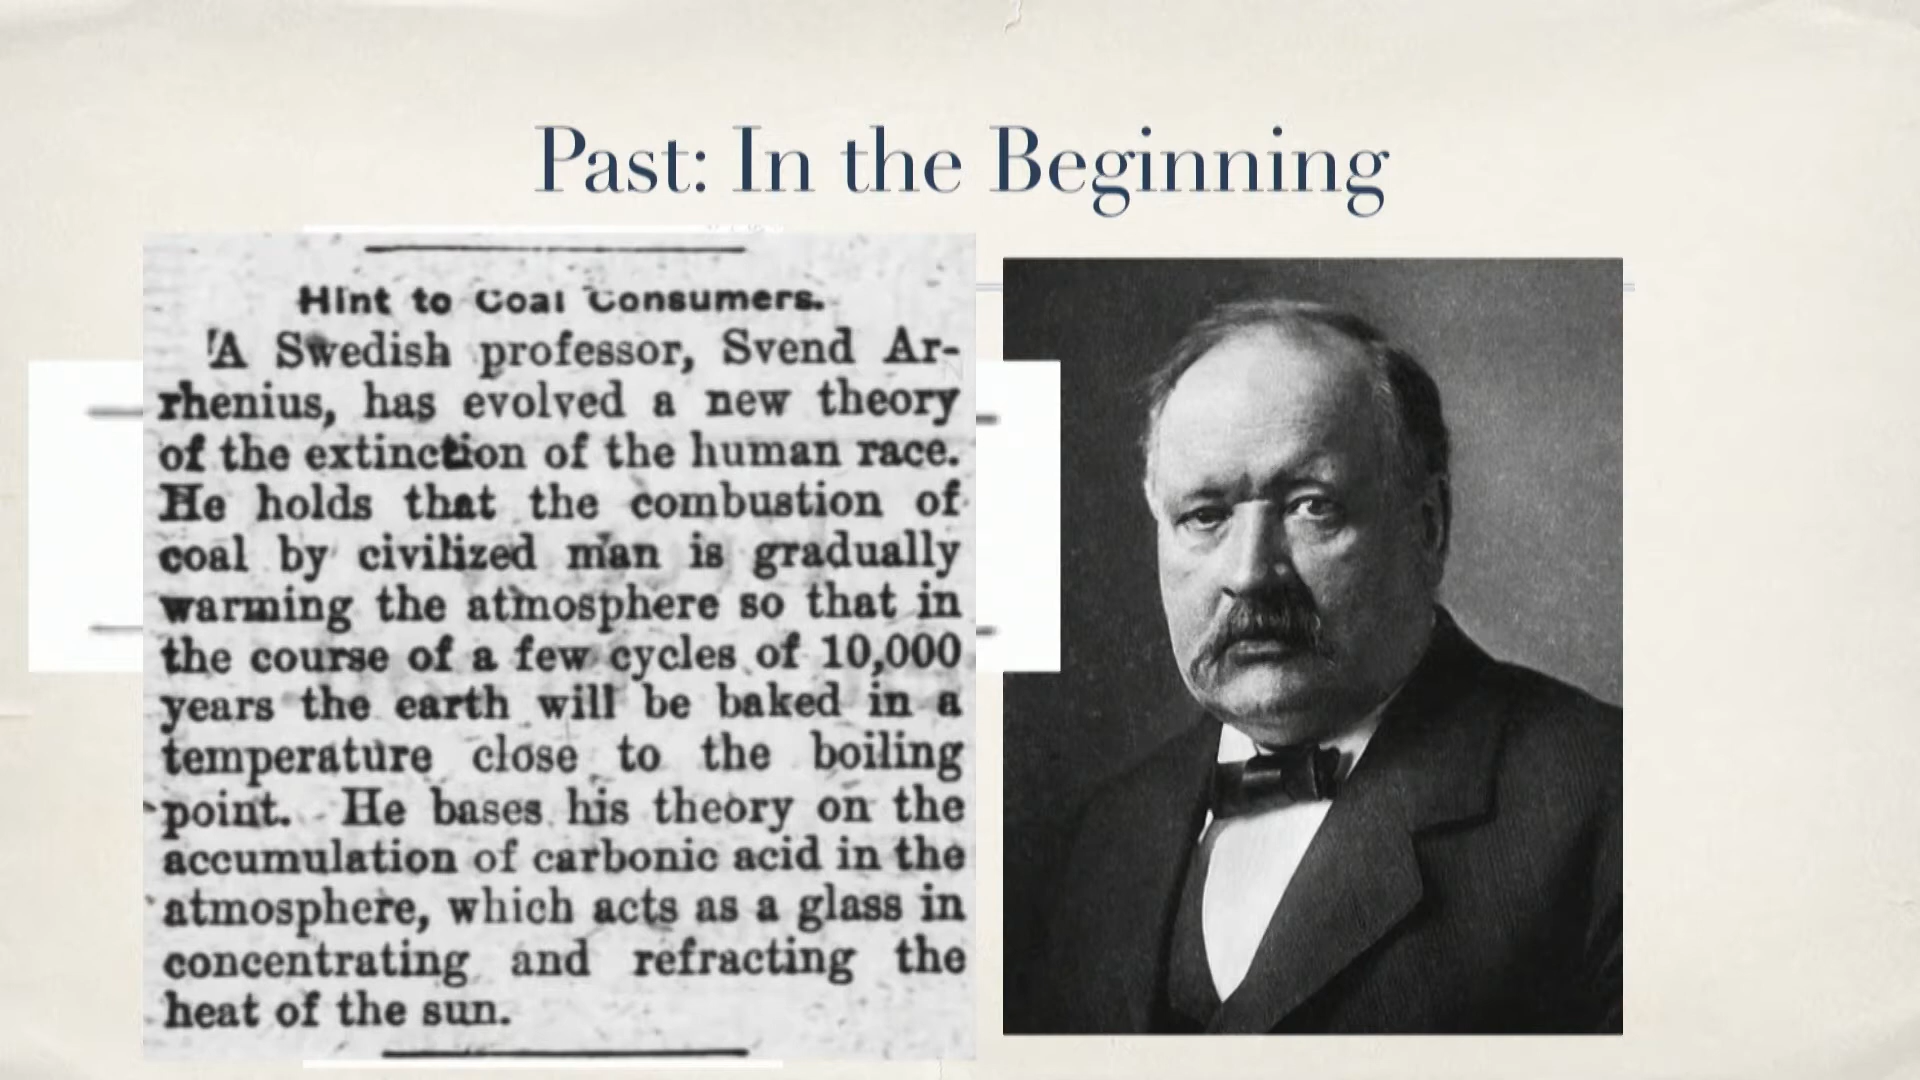 Past: In the Beginning
Hint to Coal Consumers.
A Swedish professor, Svend Ar-
rhenius, has evolved a new theory
of the extinction of the human race.
He holds that the combustion of
coal by civilized man is gradually
warming the atmosphere so that in
the course of a few cycles of 10,000
years the earth will be baked in a
temperature close to the boiling
point. He bases his theory on the
accumulation of carbonic acid in the
atmosphere, which acts as a glass in
concentrating and refracting the
heat of the sun.